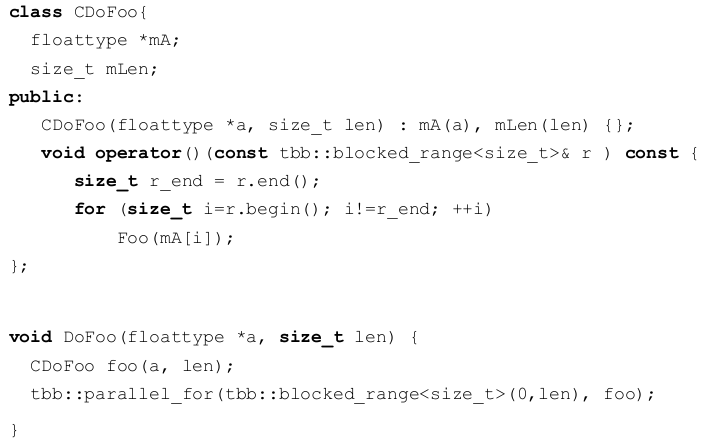 class CDoFoo{
floattype *mA;
size_t mLen;
public:
CDoFoo(floattype *a, size_t len) : mA(a), mLen(len) {};
void operator()(const tbb::blocked_range<size_t>& r ) const {
size_t r_end = r.end();
for (size_t i=r.begin(); i!=r_end; ++i)
Foo(mA[i]);
};
void DoFoo(floattype *a, size_t len) {
CDoFoo foo(a, len);
tbb::parallel_for(tbb::blocked_range<size_t>(0,len), foo);
}